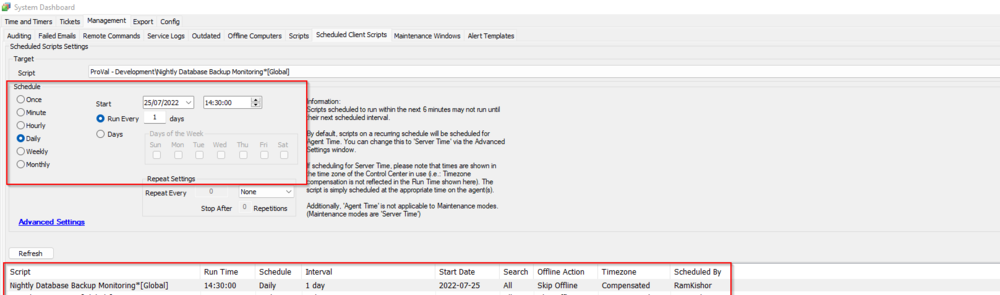 System Dashboard
Time and Timers Tickets Management Export Config
Auditing Failed Emails Remote Commands Service Logs Outdated Offline Computers Scripts Scheduled Client Scripts Maintenance Windows Alert Templates
Scheduled Scripts Settings
Target
Script ProVal - Development\Nightly Database Backup Monitoring*[Global]
Schedule
Once
Minute
Hourly
Daily
Weekly
Monthly
Start 25/07/2022 14:30:00
Run Every 1 days
Days
Days of the Week
Sun Mon Tue Wed Thu Fri Sat
Repeat Settings
Repeat Every 0 None
Stop After 0 Repetitions
Information:
Scripts scheduled to run within the next 6 minutes may not run until
their next scheduled interval.
By default, scripts on a recurring schedule will be scheduled for
Agent Time. You can change this to 'Server Time' via the Advanced
Settings window.
If scheduling for Server Time, please note that times are shown in
the time zone of the Control Center in use (i.e.: Timezone
compensation is not reflected in the Run Time shown here). The
script is simply scheduled at the appropriate time on the agent(s).
Additionally, 'Agent Time' is not applicable to Maintenance modes.
(Maintenance modes are 'Server Time')
Advanced Settings
Refresh
Script Run Time Schedule Interval Start Date Search Offline Action Timezone Scheduled By
Nightly Database Backup Monitoring*[Global] 14:30:00 Daily 1 day 2022-07-25 All Skip Offline Compensated RamKishor